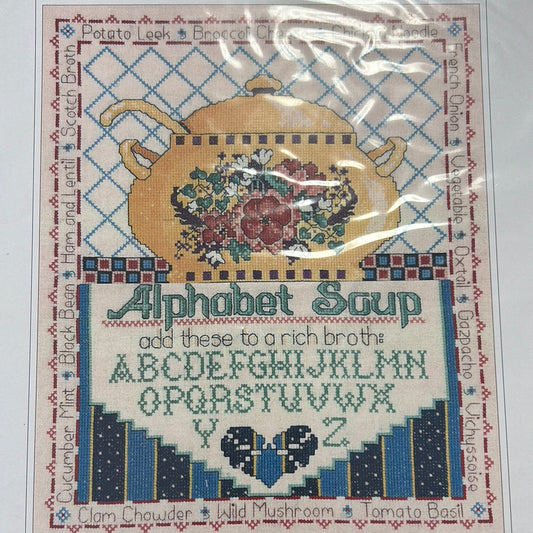 Potato Leek Broccoli Che Chicken Noodle
French Onion Vegetable Oxtail Gazpacho Vichyssoise
Cucumber Mint Black Bean Ham and Lentil Scotch Broth
Alphabet Soup
add these to a rich broth:
ABCDEFGHIJKLMN
OPQRSTUVWX
Y Z
Clam Chowder Wild Mushroom Tomato Basil